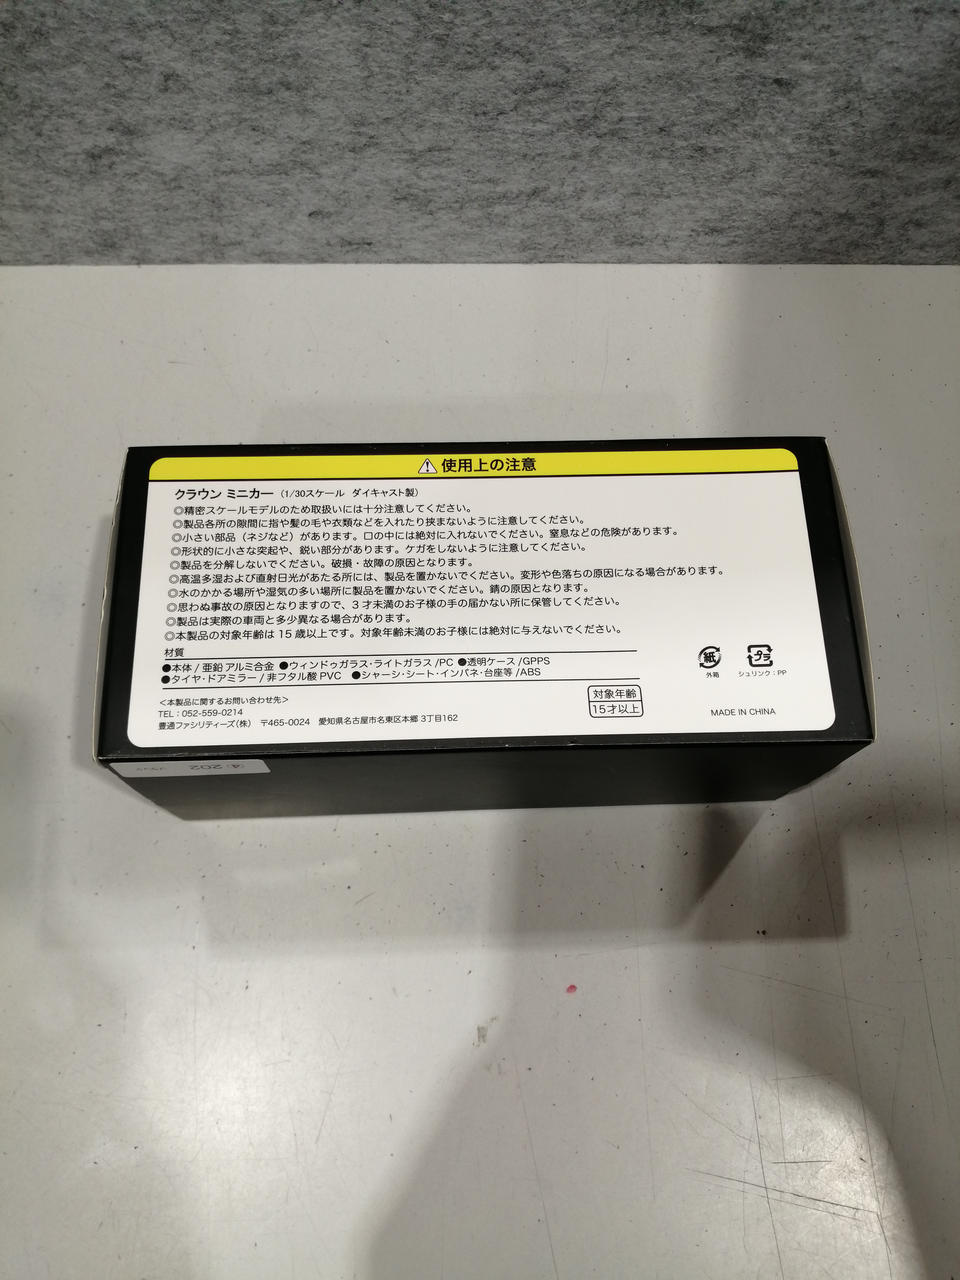 使用上の注意
クラウン ミニカー（1/30スケール ダイキャスト製）
◎精密スケールモデルのため取扱いには十分注意してください。
◎製品各所の隙間に指や髪の毛や衣類などを入れたり挟まないように注意してください。
◎小さい部品（ネジなど）があります。口の中には絶対に入れないでください。窒息などの危険があります。
◎形状的に小さな突起や、鋭い部分があります。ケガをしないように注意してください。
◎製品を分解しないでください。破損・故障の原因となります。
◎高温多湿および直射日光があたる所には、製品を置かないでください。変形や色落ちの原因になる場合があります。
◎水のかかる場所や湿気の多い場所に製品を置かないでください。錆の原因となります。
◎思わぬ事故の原因となりますので、3才未満のお子様の手の届かない所に保管してください。
◎製品は実際の車両と多少異なる場合があります。
◎本製品の対象年齢は15歳以上です。対象年齢未満のお子様には絶対に与えないでください。
材質
●本体 / 亜鉛 アルミ合金 ●ウィンドゥガラス・ライトガラス /PC ●透明ケース /GPPS
●タイヤ・ドアミラー / 非フタル酸 PVC ●シャーシ・シート・インパネ・台座等 /ABS
紙
外箱
プラ
シュリンク：PP
＜本製品に関するお問い合わせ先＞
TEL：052-559-0214
豊通ファシリティーズ（株） 〒465-0024 愛知県名古屋市名東区本郷 3丁目162
対象年齢
15才以上
MADE IN CHINA